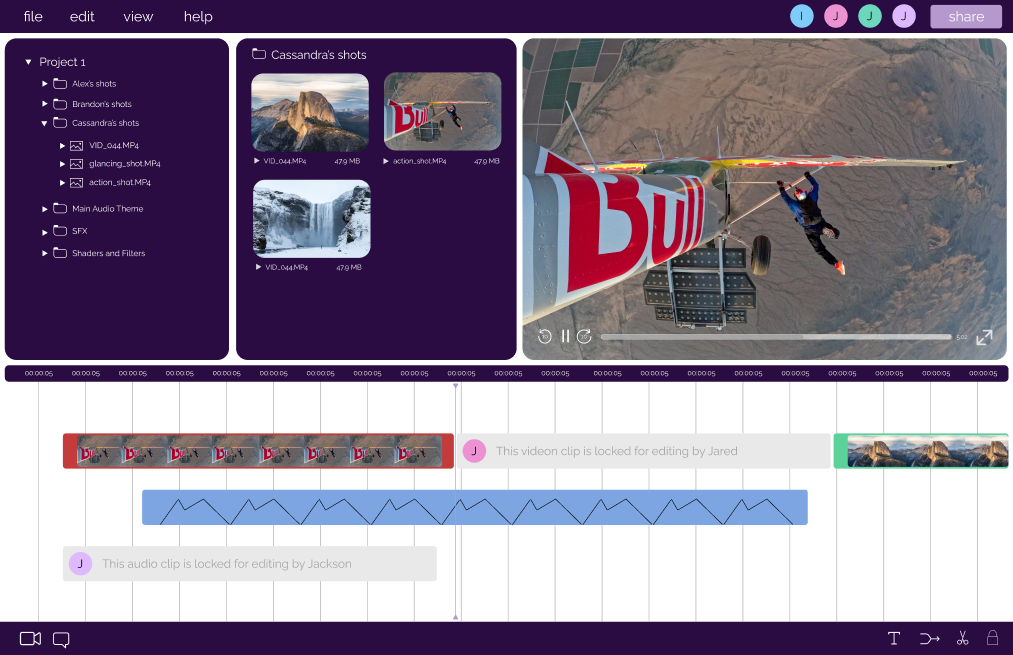 file edit view help I J J J share
Project 1
Alex's shots
Brandon's shots
Cassandra's shots
VID_044.MP4
glancing_shot.MP4
action_shot.MP4
Main Audio Theme
SFX
Shaders and Filters
Cassandra's shots
VID_044.MP4 47.9 MB action_shot.MP4 47.9 MB
VID_044.MP4 47.9 MB
Bull
Bull
10 10 5:02
00:00:05 00:00:05 00:00:05 00:00:05 00:00:05 00:00:05 00:00:05 00:00:05 00:00:05 00:00:05 00:00:05 00:00:05 00:00:05 00:00:05 00:00:05 00:00:05 00:00:05 00:00:05 00:00:05 00:00:05 00:00:05
J This videon clip is locked for editing by Jared
J This audio clip is locked for editing by Jackson
T